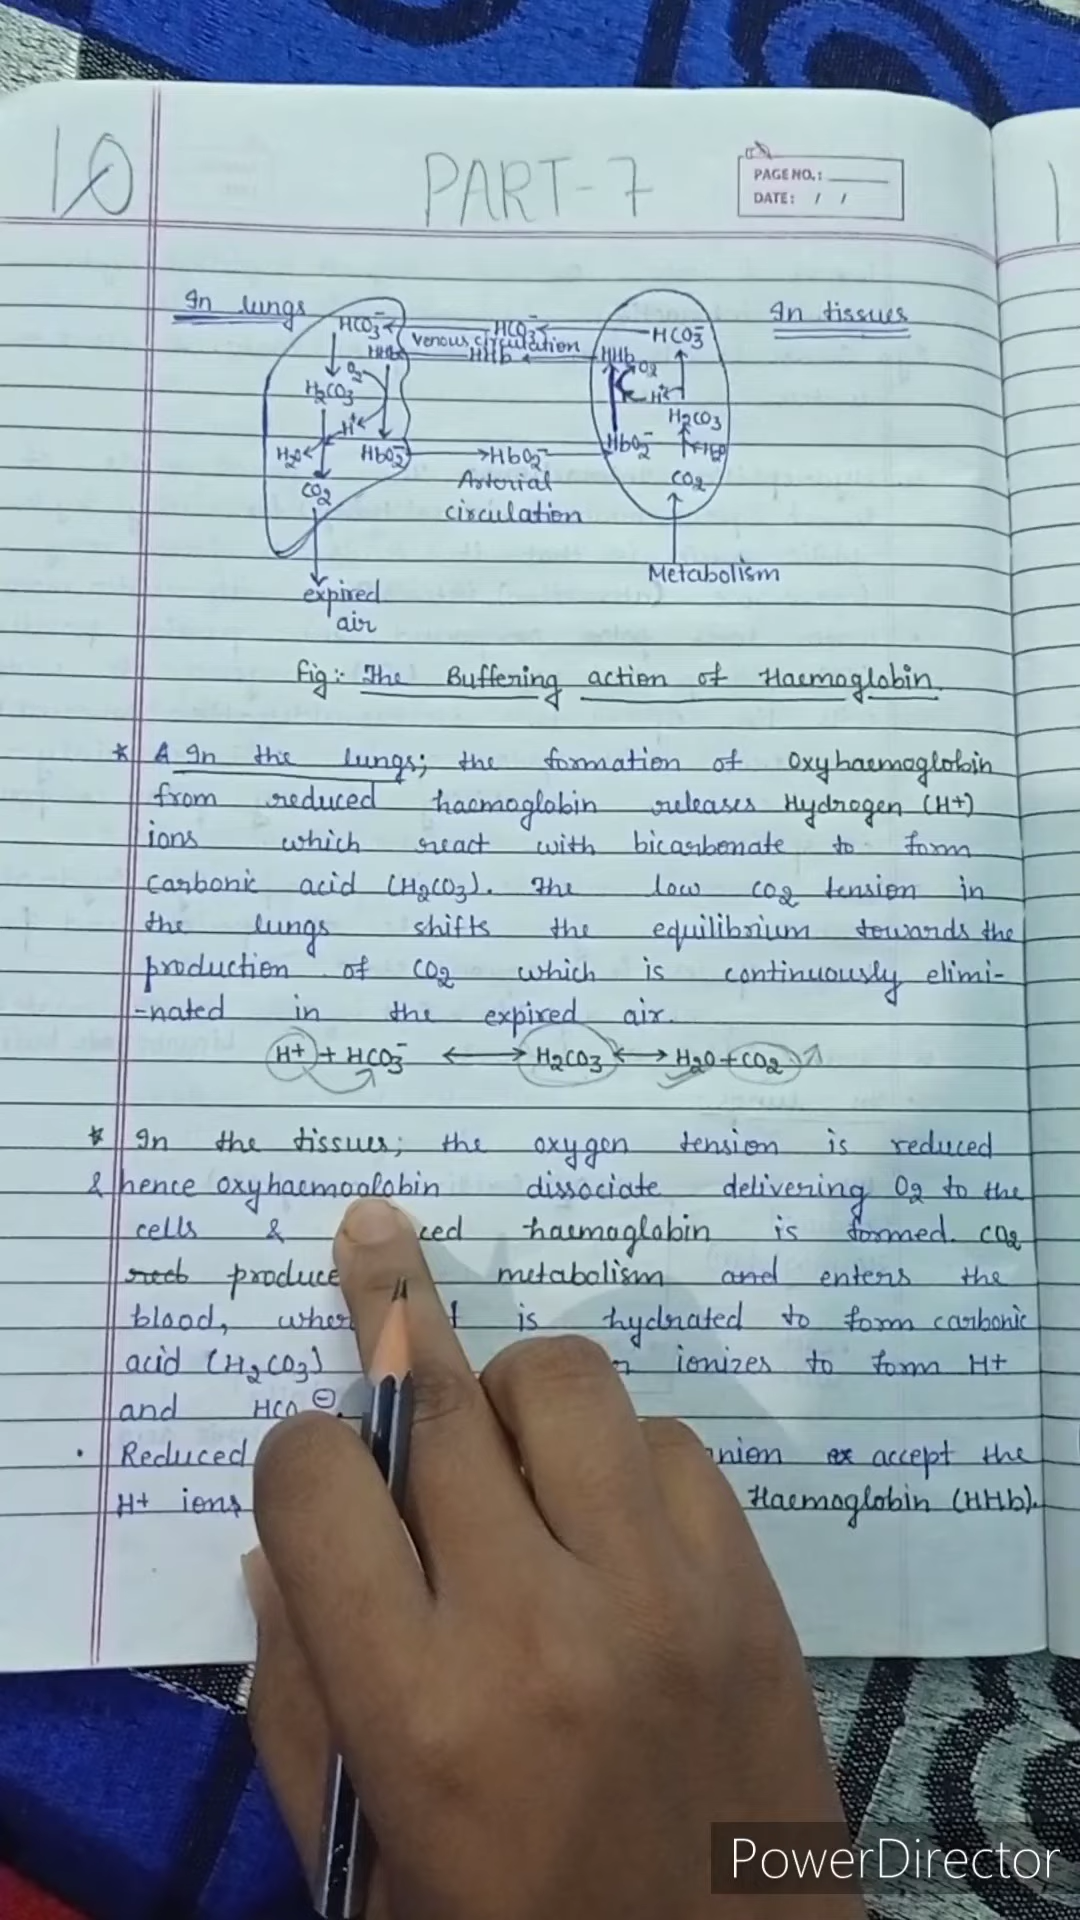 10
PART-7
PAGE NO.:
DATE: / /
In lungs
In tissues
HCO3⁻
HCO3⁻
HCO3⁻
venous circulation
HHb
HHb
HHb
O2
O2
H2CO3
H+
H+
H2CO3
H2O
HbO2⁻
HbO2⁻
HbO2⁻
CO2
CO2
Arterial
circulation
Metabolism
expired
air
Fig:- The Buffering action of Haemoglobin.
* In the lungs; the formation of Oxyhaemoglobin
from reduced haemoglobin releases Hydrogen (H+)
ions which react with bicarbonate to form
Carbonic acid (H2CO3). The low CO2 tension in
the lungs shifts the equilibrium towards the
production of CO2 which is continuously elimi-
-nated in the expired air.
H+ + HCO3⁻ ⟷ H2CO3 ⟷ H2O + CO2 ↗
* In the tissues; the oxygen tension is reduced
& hence oxyhaemoglobin dissociate delivering O2 to the
cells & ced haemaglobin is formed. CO2
produce metabolism and enters the
blood, wher is hydrated to form carbonic
acid (H2CO3) ionizes to form H+
and HCO ⊖.
• Reduced nion accept the
H+ ions Haemoglobin (HHb).
PowerDirector